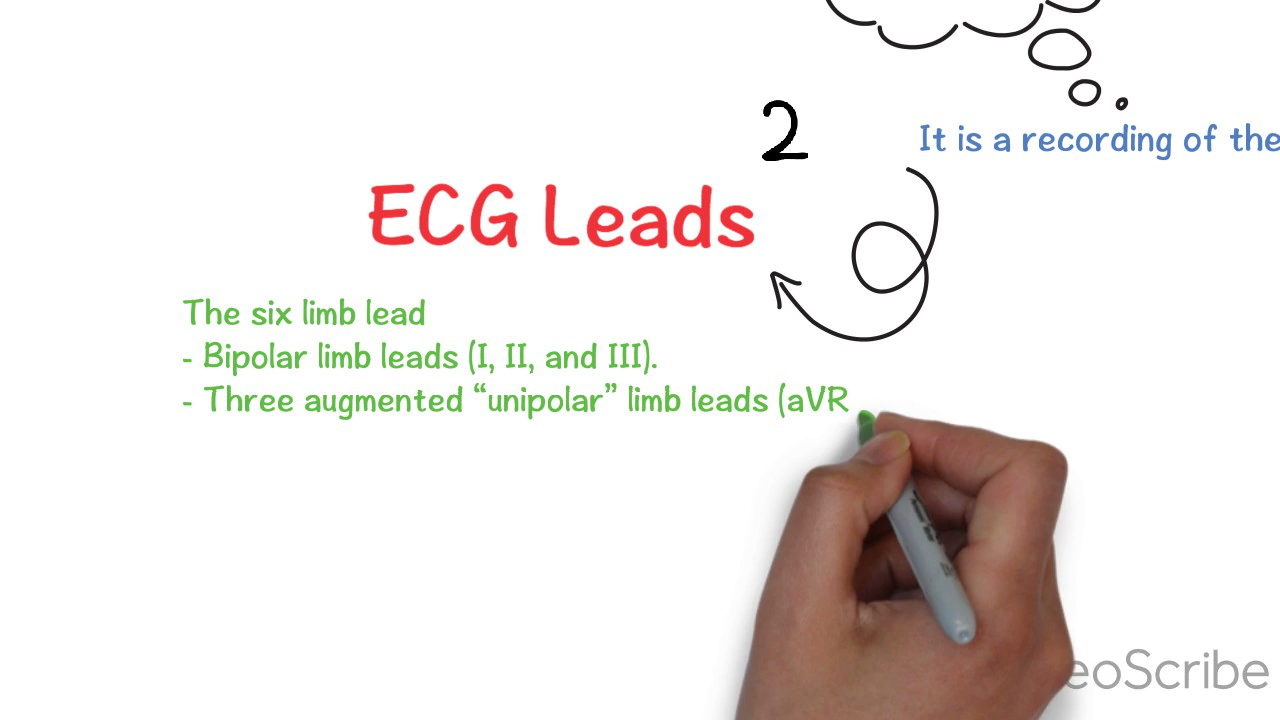 2
It is a recording of the
ECG Leads
The six limb lead
- Bipolar limb leads (I, II, and III).
- Three augmented “unipolar” limb leads (aVR
eoScribe